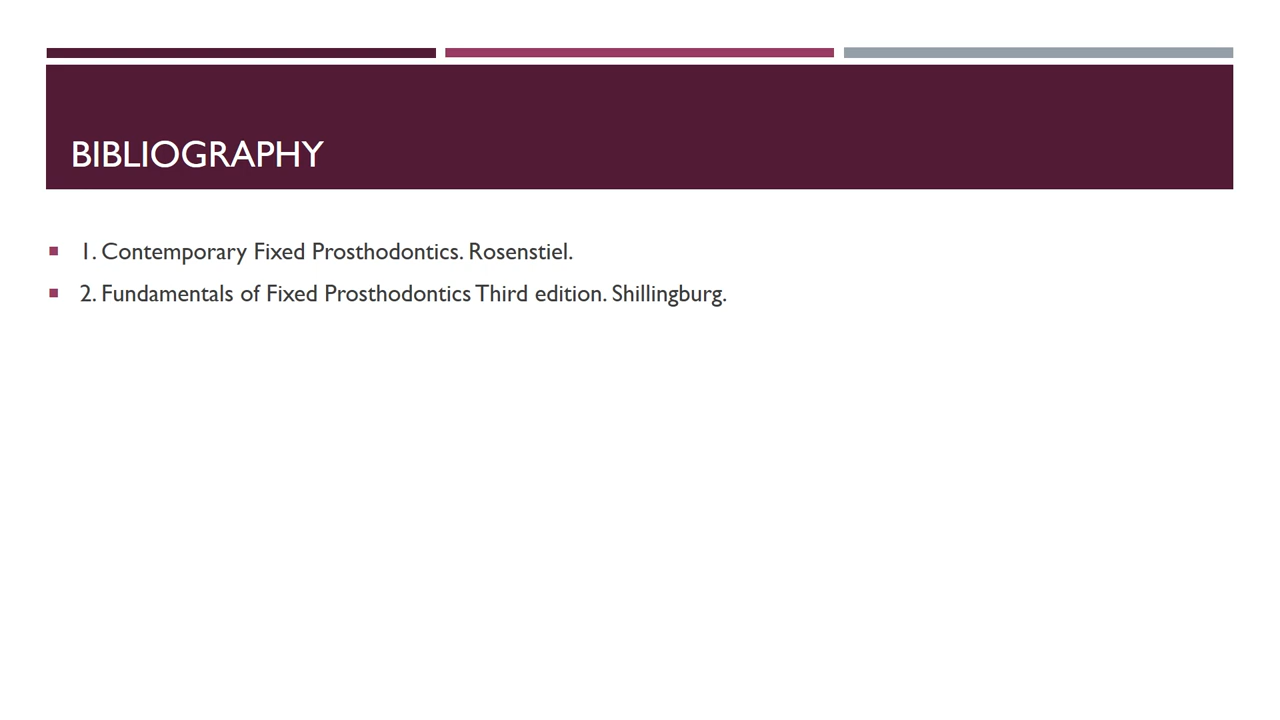 BIBLIOGRAPHY
1. Contemporary Fixed Prosthodontics. Rosenstiel.
2. Fundamentals of Fixed Prosthodontics Third edition. Shillingburg.